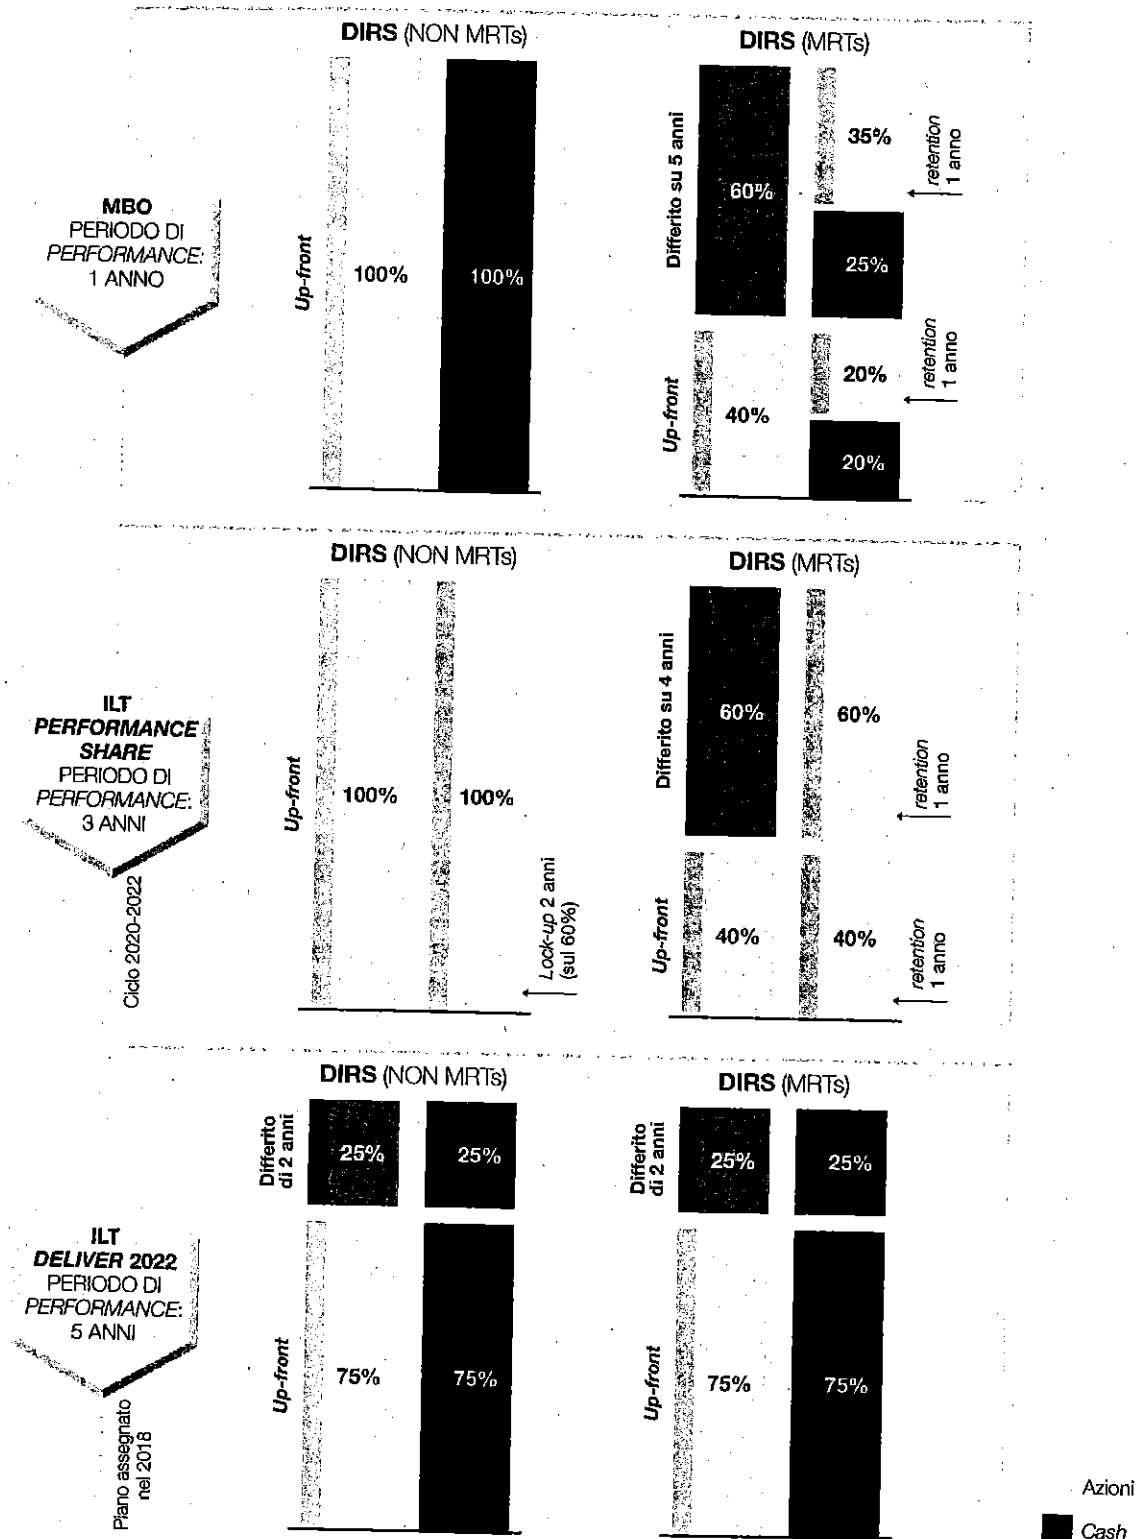 DIRS (NON MRTs)
DIRS (MRTs)
MBO
PERIODO DI
PERFORMANCE:
1 ANNO
Up-front
100%
100%
Differito su 5 anni
60%
35%
retention
1 anno
25%
Up-front
40%
20%
retention
1 anno
20%
DIRS (NON MRTs)
DIRS (MRTs)
ILT
PERFORMANCE
SHARE
PERIODO DI
PERFORMANCE:
3 ANNI
Ciclo 2020-2022
Up-front
100%
100%
Lock-up 2 anni
(sul 60%)
Differito su 4 anni
60%
60%
retention
1 anno
Up-front
40%
40%
retention
1 anno
DIRS (NON MRTs)
DIRS (MRTs)
ILT
DELIVER 2022
PERIODO DI
PERFORMANCE:
5 ANNI
Piano assegnato
nel 2018
Differito
di 2 anni
25%
25%
Up-front
75%
75%
Differito
di 2 anni
25%
25%
Up-front
75%
75%
Azioni
Cash